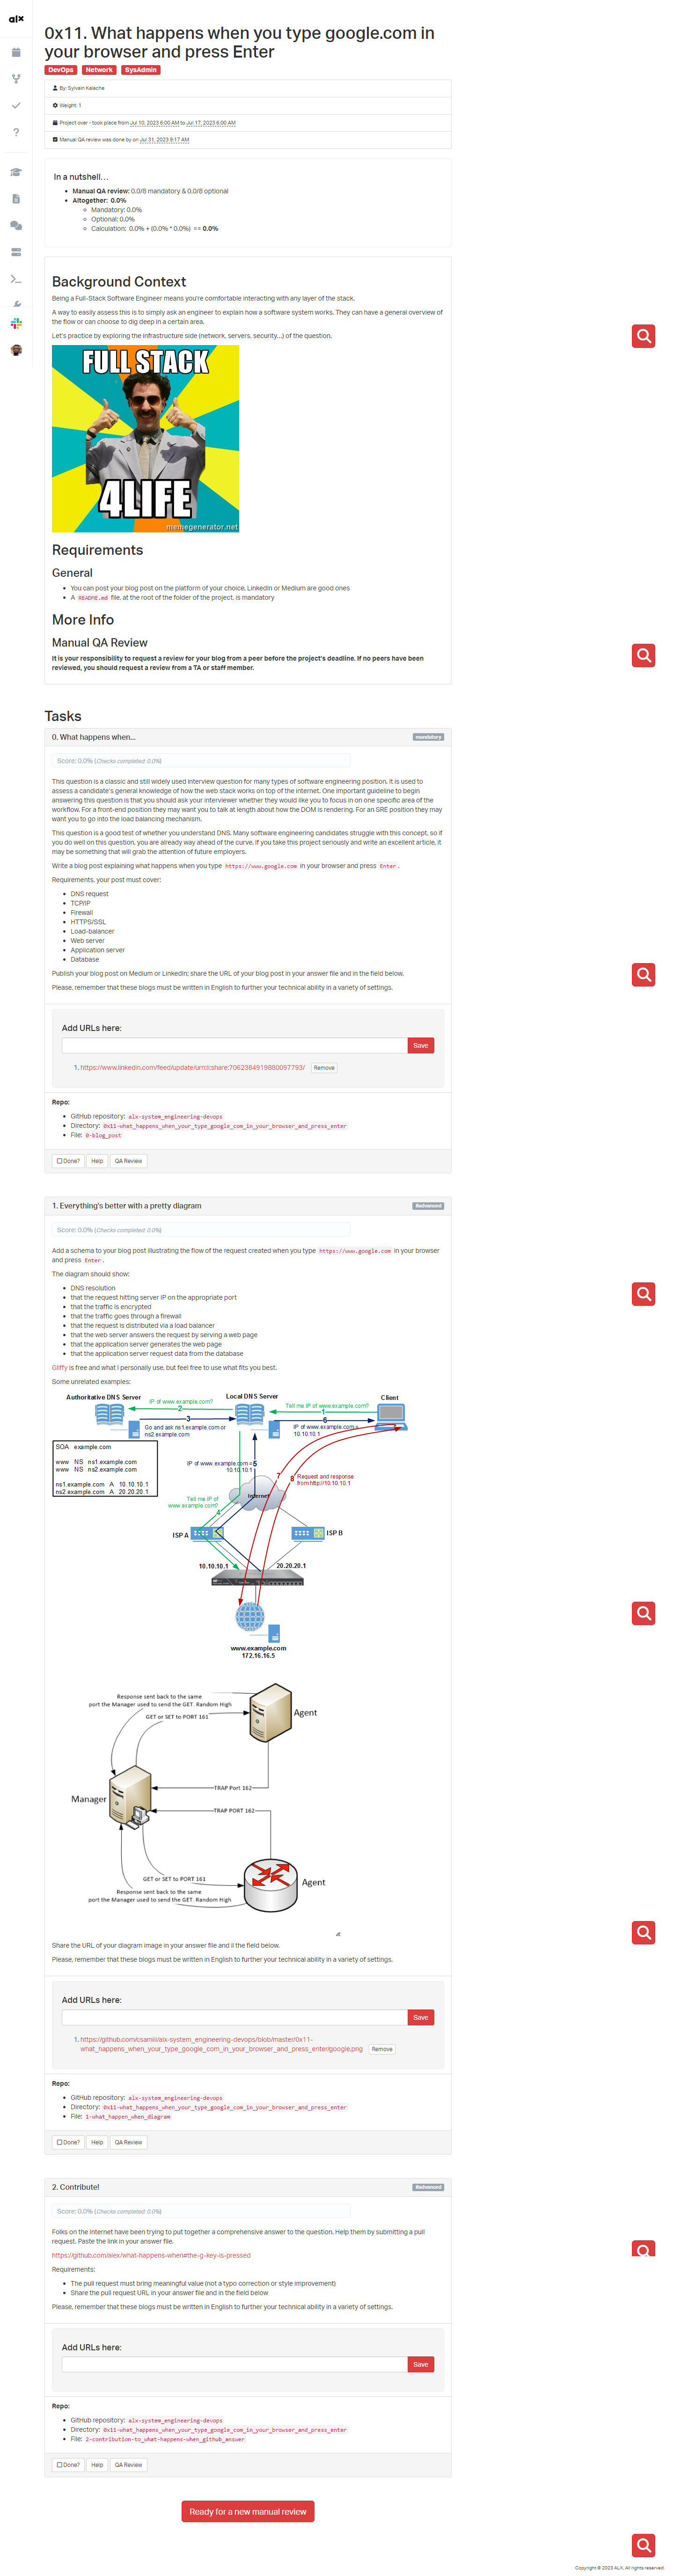 alx
0x11. What happens when you type google.com in
your browser and press Enter
DevOps Network SysAdmin
By: Sylvain Kalache
Weight: 1
Project over - took place from Jul 10, 2023 6:00 AM to Jul 17, 2023 6:00 AM
Manual QA review was done by on Jul 31, 2023 9:17 AM
In a nutshell…
Manual QA review: 0.0/8 mandatory & 0.0/8 optional
Altogether: 0.0%
Mandatory: 0.0%
Optional: 0.0%
Calculation: 0.0% + (0.0% * 0.0%) == 0.0%
Background Context
Being a Full-Stack Software Engineer means you're comfortable interacting with any layer of the stack.
A way to easily assess this is to simply ask an engineer to explain how a software system works. They can have a general overview of
the flow or can choose to dig deep in a certain area.
Let's practice by exploring the infrastructure side (network, servers, security…) of the question.
FULL STACK
4LIFE
memegenerator.net
Requirements
General
You can post your blog post on the platform of your choice, LinkedIn or Medium are good ones
A README.md file, at the root of the folder of the project, is mandatory
More Info
Manual QA Review
It is your responsibility to request a review for your blog from a peer before the project's deadline. If no peers have been
reviewed, you should request a review from a TA or staff member.
Tasks
0. What happens when... mandatory
Score: 0.0% (Checks completed: 0.0%)
This question is a classic and still widely used interview question for many types of software engineering position. It is used to
assess a candidate's general knowledge of how the web stack works on top of the internet. One important guideline to begin
answering this question is that you should ask your interviewer whether they would like you to focus in on one specific area of the
workflow. For a front-end position they may want you to talk at length about how the DOM is rendering. For an SRE position they may
want you to go into the load balancing mechanism.
This question is a good test of whether you understand DNS. Many software engineering candidates struggle with this concept, so if
you do well on this question, you are already way ahead of the curve. If you take this project seriously and write an excellent article, it
may be something that will grab the attention of future employers.
Write a blog post explaining what happens when you type https://www.google.com in your browser and press Enter.
Requirements, your post must cover:
DNS request
TCP/IP
Firewall
HTTPS/SSL
Load-balancer
Web server
Application server
Database
Publish your blog post on Medium or LinkedIn; share the URL of your blog post in your answer file and in the field below.
Please, remember that these blogs must be written in English to further your technical ability in a variety of settings.
Add URLs here:
Save
1. https://www.linkedin.com/feed/update/urn:li:share:7062384919880097793/ Remove
Repo:
GitHub repository: alx-system_engineering-devops
Directory: 0x11-what_happens_when_your_type_google_com_in_your_browser_and_press_enter
File: 0-blog_post
Done? Help QA Review
1. Everything's better with a pretty diagram #advanced
Score: 0.0% (Checks completed: 0.0%)
Add a schema to your blog post illustrating the flow of the request created when you type https://www.google.com in your browser
and press Enter.
The diagram should show:
DNS resolution
that the request hitting server IP on the appropriate port
that the traffic is encrypted
that the traffic goes through a firewall
that the request is distributed via a load balancer
that the web server answers the request by serving a web page
that the application server generates the web page
that the application server request data from the database
Gliffy is free and what I personally use, but feel free to use what fits you best.
Some unrelated examples:
Authoritative DNS Server Local DNS Server Client
IP of www.example.com?
2
Tell me IP of www.example.com?
1
3
6
Go and ask ns1.example.com or
ns2.example.com
IP of www.example.com =
10.10.10.1
SOA example.com
www NS ns1.example.com
www NS ns2.example.com
ns1.example.com A 10.10.10.1
ns2.example.com A 20.20.20.1
IP of www.example.com =
10.10.10.1
5
7
8
Request and response
from http://10.10.10.1
Internet
Tell me IP of
www.example.com?
4
ISP A
ISP B
10.10.10.1
20.20.20.1
www.example.com
172.16.16.5
Response sent back to the same
port the Manager used to send the GET. Random High
GET or SET to PORT 161
Agent
TRAP Port 162
Manager
TRAP PORT 162
GET or SET to PORT 161
Agent
Response sent back to the same
port the Manager used to send the GET. Random High
Share the URL of your diagram image in your answer file and il the field below.
Please, remember that these blogs must be written in English to further your technical ability in a variety of settings.
Add URLs here:
Save
1. https://github.com/csamili/alx-system_engineering-devops/blob/master/0x11-
what_happens_when_your_type_google_com_in_your_browser_and_press_enter/google.png Remove
Repo:
GitHub repository: alx-system_engineering-devops
Directory: 0x11-what_happens_when_your_type_google_com_in_your_browser_and_press_enter
File: 1-what_happen_when_diagram
Done? Help QA Review
2. Contribute! #advanced
Score: 0.0% (Checks completed: 0.0%)
Folks on the Internet have been trying to put together a comprehensive answer to the question. Help them by submitting a pull
request. Paste the link in your answer file.
https://github.com/alex/what-happens-when#the-g-key-is-pressed
Requirements:
The pull request must bring meaningful value (not a typo correction or style improvement)
Share the pull request URL in your answer file and in the field below
Please, remember that these blogs must be written in English to further your technical ability in a variety of settings.
Add URLs here:
Save
Repo:
GitHub repository: alx-system_engineering-devops
Directory: 0x11-what_happens_when_your_type_google_com_in_your_browser_and_press_enter
File: 2-contribution-to_what-happens-when_github_answer
Done? Help QA Review
Ready for a new manual review
Copyright © 2023 ALX, All rights reserved.